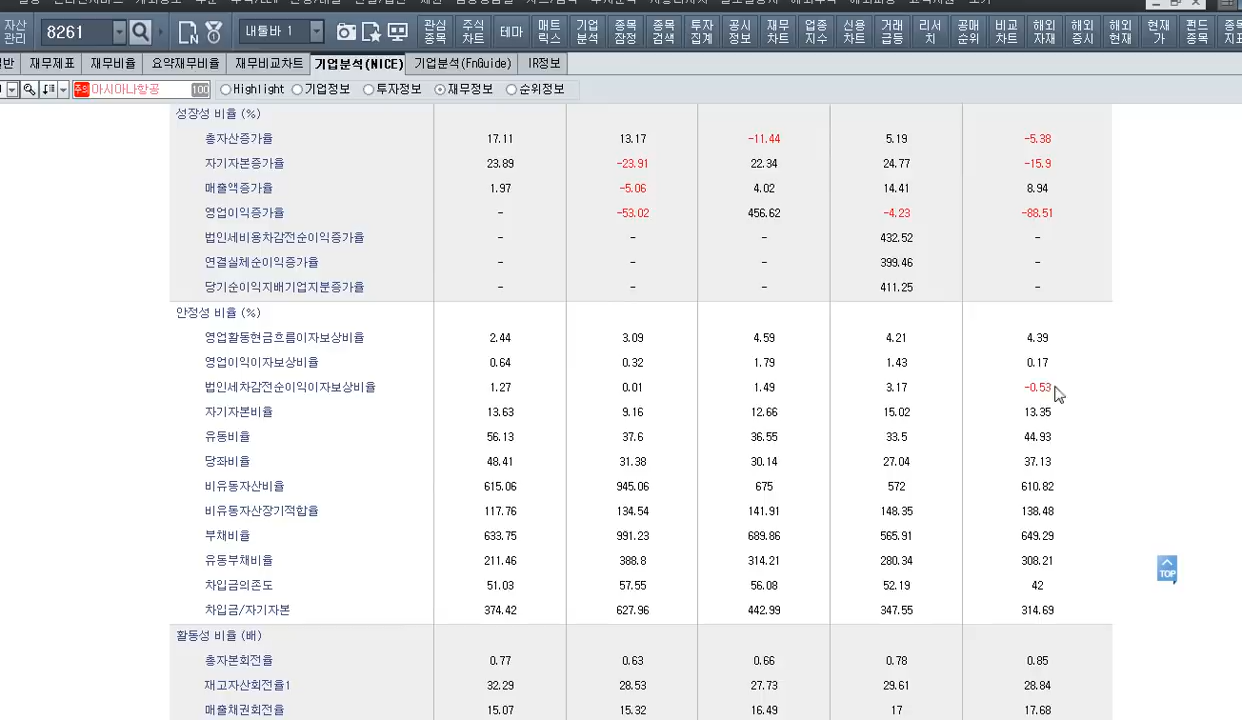 자산 관리 8261 내툴바 1 관심 종목 주식 차트 테마 매트 릭스 기업 분석 종목 잠정 종목 검색 투자 집계 공시 정보 재무 차트 업종 지수 신용 차트 거래 급등 리서 치 공매 순위 비교 차트 해외 자재 해외 증시 해외 현재 현재 가 펀드 종목
재무제표 재무비율 요약재무비율 재무비교차트 기업분석(NICE) 기업분석(FnGuide) IR정보
주의 아시아나항공 100 Highlight 기업정보 투자정보 재무정보 순위정보
성장성 비율 (%)
총자산증가율 17.11 13.17 -11.44 5.19 -5.38
자기자본증가율 23.89 -23.91 22.34 24.77 -15.9
매출액증가율 1.97 -5.06 4.02 14.41 8.94
영업이익증가율 - -53.02 456.62 -4.23 -88.51
법인세비용차감전순이익증가율 - - - 432.52 -
연결실체순이익증가율 - - - 399.46 -
당기순이익지배기업지분증가율 - - - 411.25 -
안정성 비율 (%)
영업활동현금흐름이자보상비율 2.44 3.09 4.59 4.21 4.39
영업이익이자보상비율 0.64 0.32 1.79 1.43 0.17
법인세차감전순이익이자보상비율 1.27 0.01 1.49 3.17 -0.53
자기자본비율 13.63 9.16 12.66 15.02 13.35
유동비율 56.13 37.6 36.55 33.5 44.93
당좌비율 48.41 31.38 30.14 27.04 37.13
비유동자산비율 615.06 945.06 675 572 610.82
비유동자산장기적합율 117.76 134.54 141.91 148.35 138.48
부채비율 633.75 991.23 689.86 565.91 649.29
유동부채비율 211.46 388.8 314.21 280.34 308.21
차입금의존도 51.03 57.55 56.08 52.19 42
차입금/자기자본 374.42 627.96 442.99 347.55 314.69
TOP
활동성 비율 (배)
총자본회전율 0.77 0.63 0.66 0.78 0.85
재고자산회전율1 32.29 28.53 27.73 29.61 28.84
매출채권회전율 15.07 15.32 16.49 17 17.68